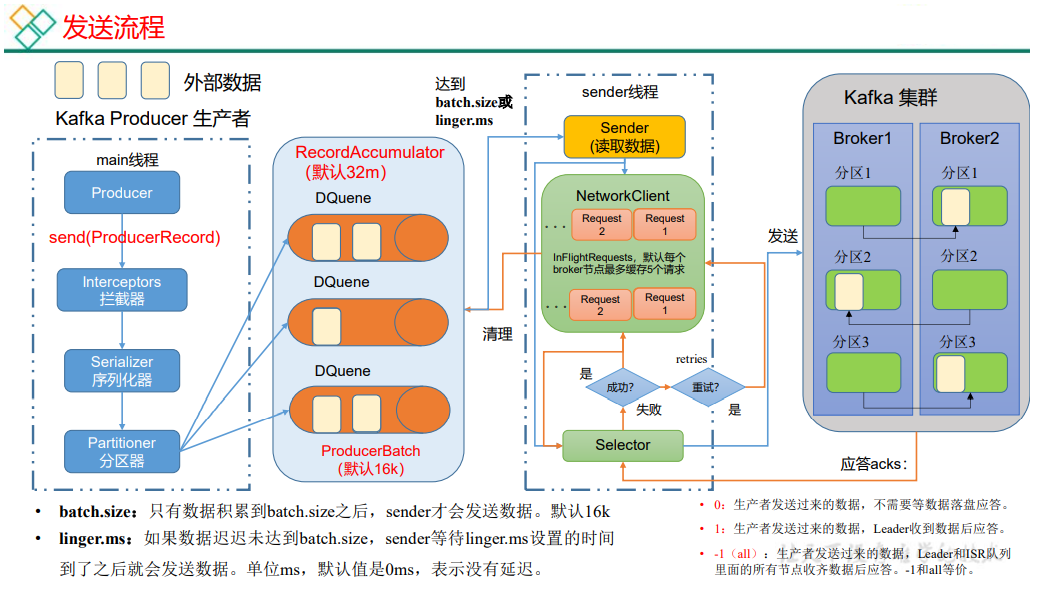 发送流程
外部数据
Kafka Producer 生产者
main线程
Producer
send(ProducerRecord)
Interceptors
拦截器
Serializer
序列化器
Partitioner
分区器
RecordAccumulator
（默认32m）
DQuene
DQuene
DQuene
ProducerBatch
（默认16k）
达到
batch.size或
linger.ms
清理
sender线程
Sender
(读取数据)
NetworkClient
...
Request
2
Request
1
InFlightRequests，默认每个
broker节点最多缓存5个请求
...
Request
2
Request
1
是
成功?
失败
retries
重试?
是
Selector
发送
Kafka 集群
Broker1
Broker2
分区1
分区1
分区2
分区2
分区3
分区3
应答acks：
• batch.size：只有数据积累到batch.size之后，sender才会发送数据。默认16k
• linger.ms：如果数据迟迟未达到batch.size，sender等待linger.ms设置的时间
到了之后就会发送数据。单位ms，默认值是0ms，表示没有延迟。
• 0：生产者发送过来的数据，不需要等数据落盘应答。
• 1：生产者发送过来的数据，Leader收到数据后应答。
• -1（all）：生产者发送过来的数据，Leader和ISR队列
里面的所有节点收齐数据后应答。-1和all等价。